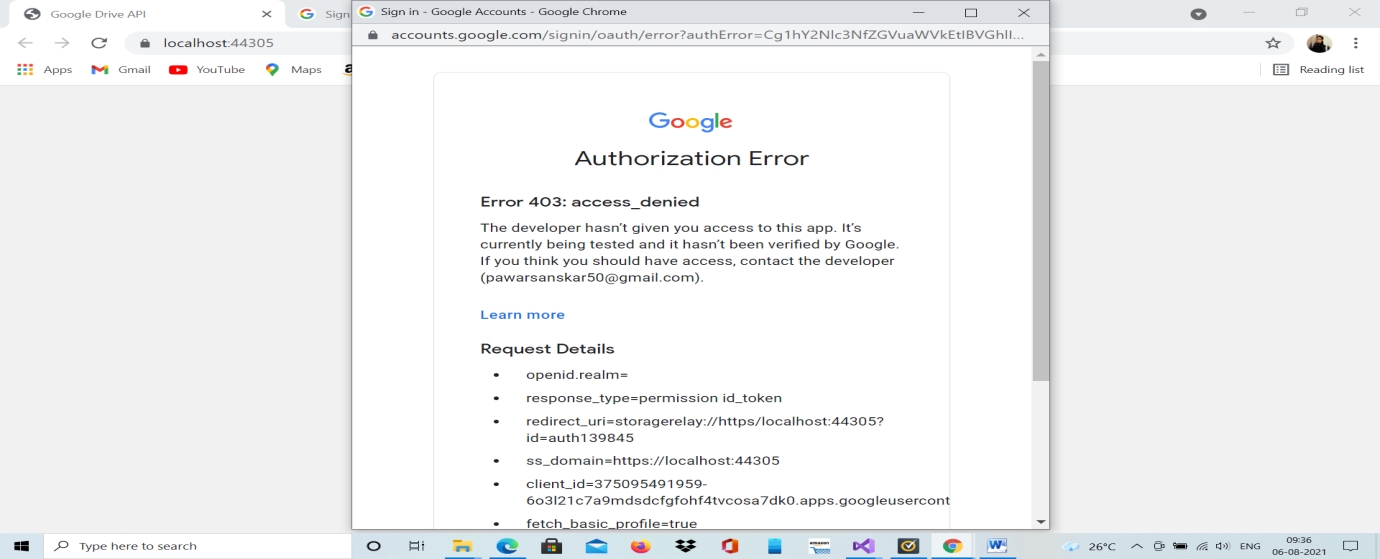 Google Drive API
Sign
Sign in - Google Accounts - Google Chrome
localhost:44305
accounts.google.com/signin/oauth/error?authError=Cg1hY2Nlc3NfZGVuaWVkEtIBVGhlI...
Apps
Gmail
YouTube
Maps
Reading list
Google
Authorization Error
Error 403: access_denied
The developer hasn't given you access to this app. It's
currently being tested and it hasn't been verified by Google.
If you think you should have access, contact the developer
(pawarsanskar50@gmail.com).
Learn more
Request Details
• openid.realm=
• response_type=permission id_token
• redirect_uri=storagerelay://https/localhost:44305?
id=auth139845
• ss_domain=https://localhost:44305
• client_id=375095491959-
6o3l21c7a9mdsdcfgfohf4tvcosa7dk0.apps.googleusercont
• fetch_basic_profile=true
Type here to search
26°C
ENG
09:36
06-08-2021